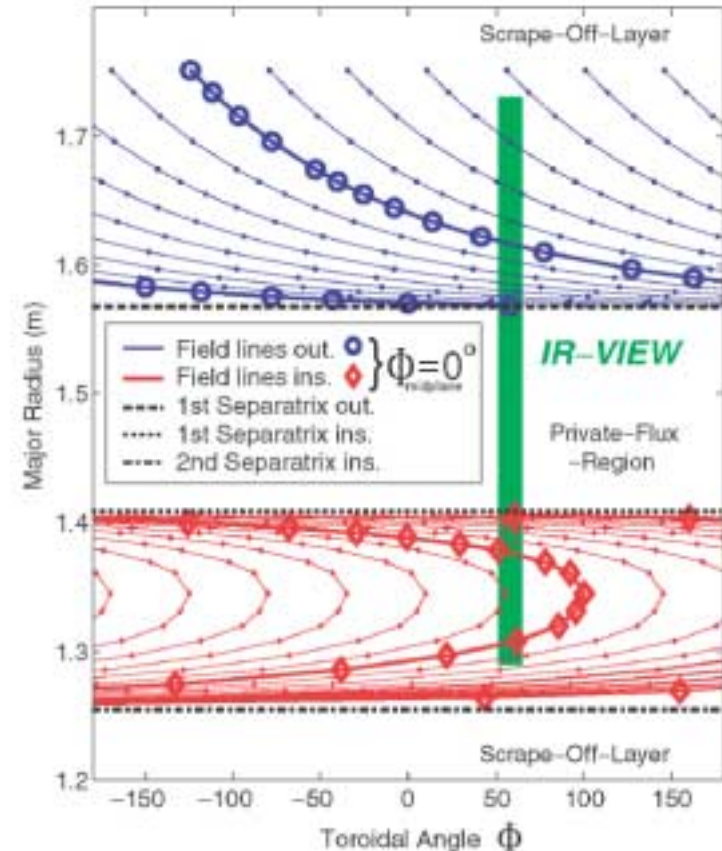 Scrape-Off-Layer
1.7
1.6
1.5
1.4
1.3
1.2
Major Radius (m)
Field lines out.
Field lines ins.
} Φmidplane=0°
1st Separatrix out.
1st Separatrix ins.
2nd Separatrix ins.
IR-VIEW
Private-Flux
-Region
Scrape-Off-Layer
-150 -100 -50 0 50 100 150
Toroidal Angle Φ